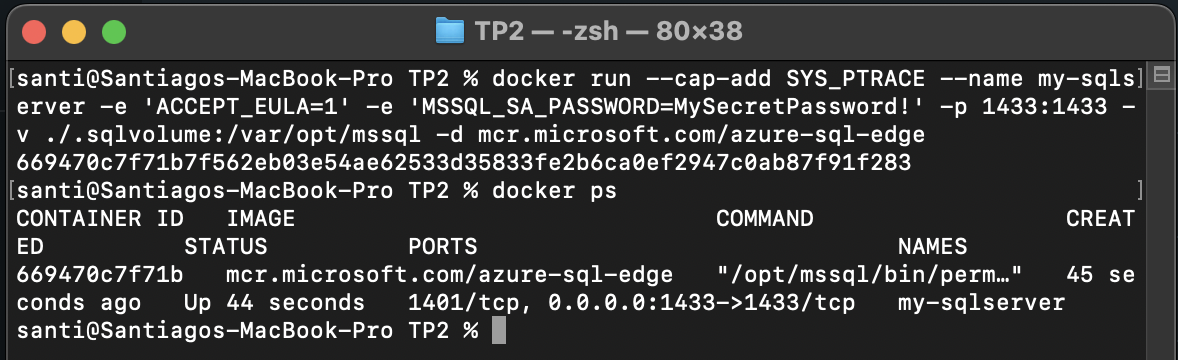 TP2 — -zsh — 80×38
[santi@Santiagos-MacBook-Pro TP2 % docker run --cap-add SYS_PTRACE --name my-sqls]
erver -e 'ACCEPT_EULA=1' -e 'MSSQL_SA_PASSWORD=MySecretPassword!' -p 1433:1433 -
v ./.sqlvolume:/var/opt/mssql -d mcr.microsoft.com/azure-sql-edge
669470c7f71b7f562eb03e54ae62533d35833fe2b6ca0ef2947c0ab87f91f283
[santi@Santiagos-MacBook-Pro TP2 % docker ps ]
CONTAINER ID   IMAGE                              COMMAND                  CREAT
ED          STATUS          PORTS                              NAMES
669470c7f71b   mcr.microsoft.com/azure-sql-edge   "/opt/mssql/bin/perm…"   45 se
conds ago   Up 44 seconds   1401/tcp, 0.0.0.0:1433->1433/tcp   my-sqlserver
santi@Santiagos-MacBook-Pro TP2 %